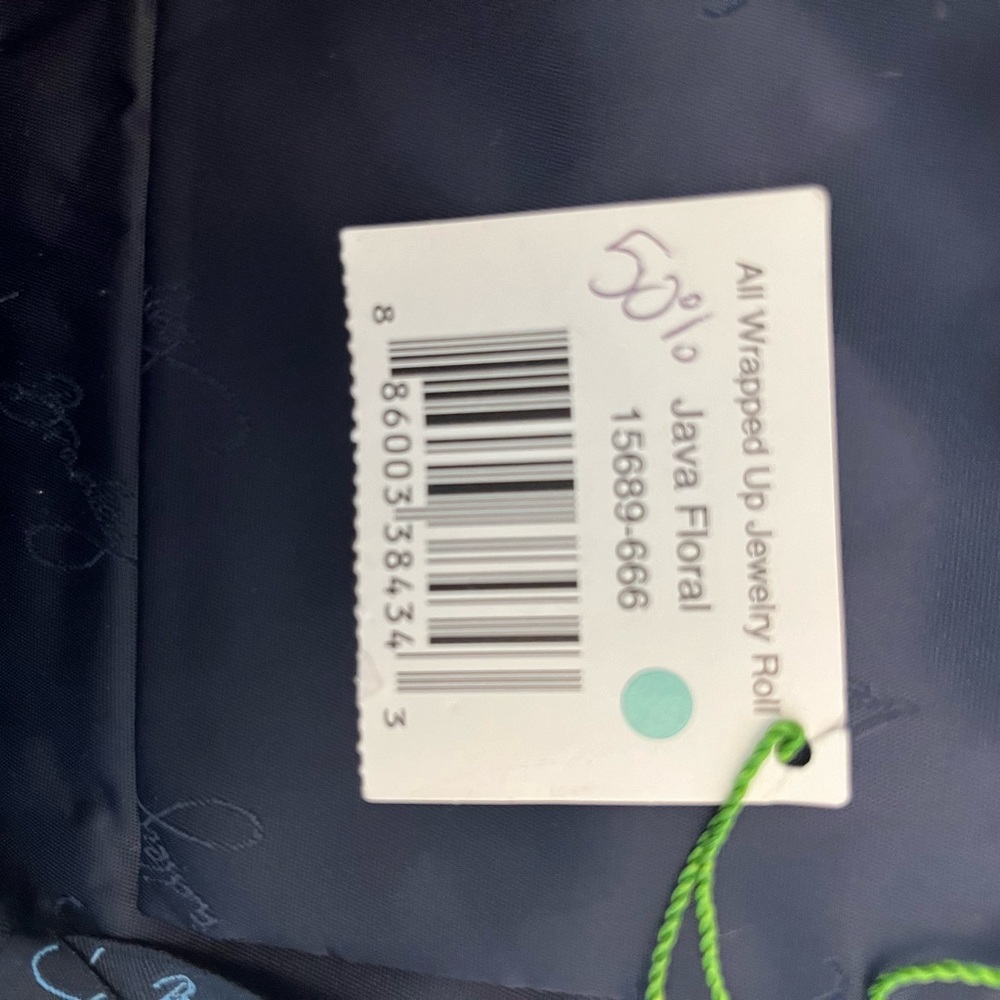 All Wrapped Up Jewelry Roll
50% Java Floral
15689-666
8 86003 38434 3